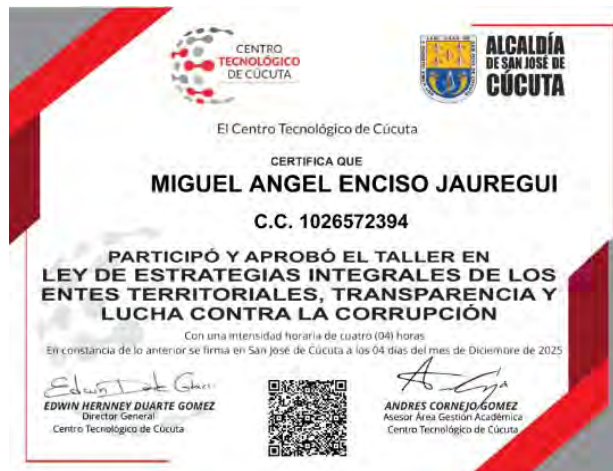 CENTRO
TECNOLÓGICO
DE CÚCUTA
ALCALDÍA
DE SAN JOSÉ DE
CÚCUTA
El Centro Tecnológico de Cúcuta
CERTIFICA QUE
MIGUEL ANGEL ENCISO JAUREGUI
C.C. 1026572394
PARTICIPÓ Y APROBÓ EL TALLER EN
LEY DE ESTRATEGIAS INTEGRALES DE LOS
ENTES TERRITORIALES, TRANSPARENCIA Y
LUCHA CONTRA LA CORRUPCIÓN
Con una intensidad horaria de cuatro (04) horas
En constancia de lo anterior se firma en San José de Cúcuta a los 04 días del mes de Diciembre de 2025
EDWIN HERNNEY DUARTE GOMEZ
Director General
Centro Tecnológico de Cúcuta
ANDRES CORNEJO GOMEZ
Asesor Área Gestión Académica
Centro Tecnológico de Cúcuta